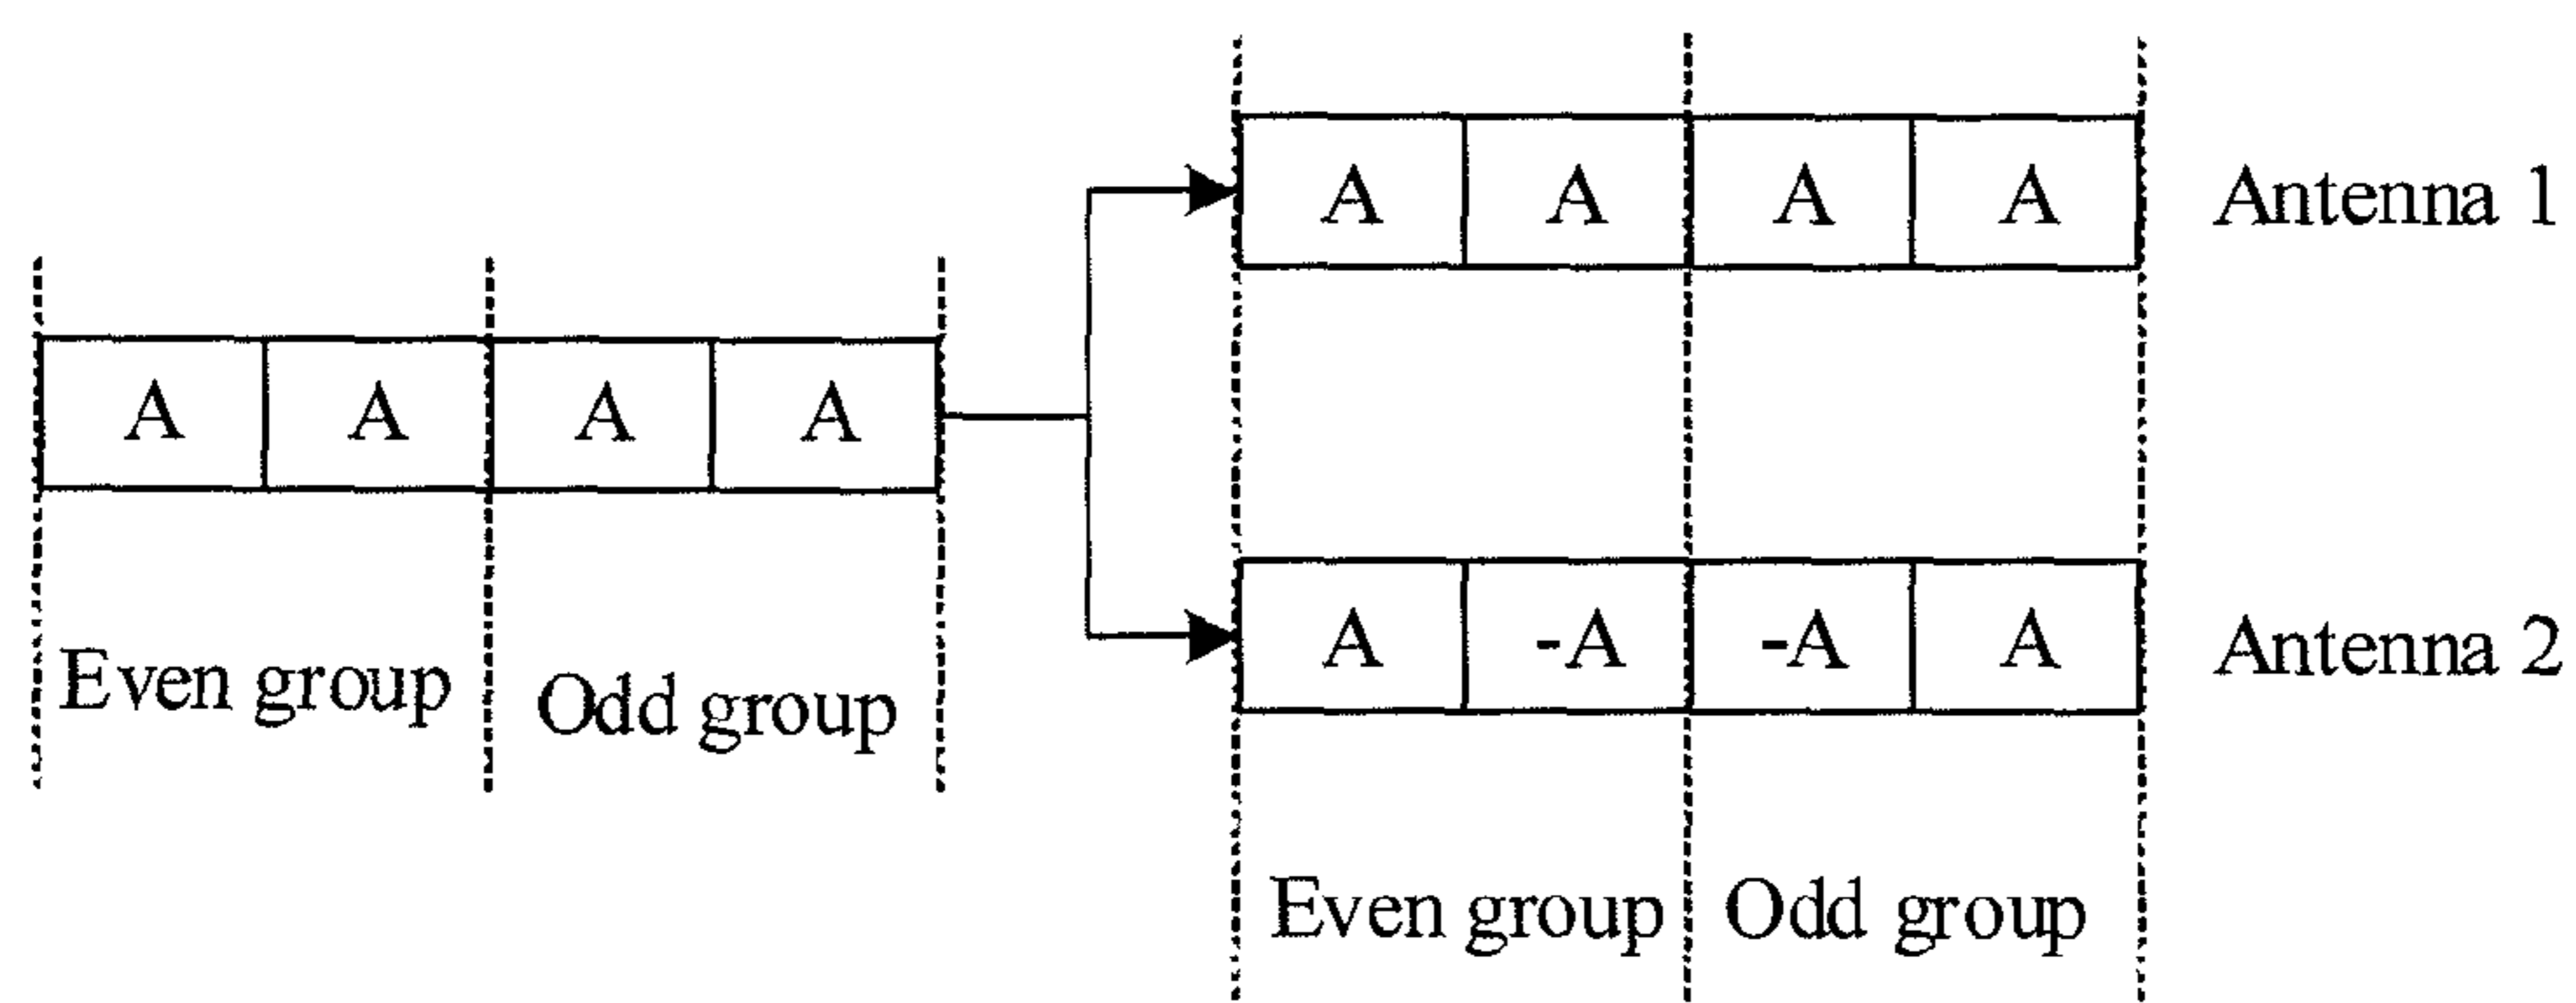 A A A A Antenna 1
A A A A
A -A -A A Antenna 2
Even group Odd group
Even group Odd group